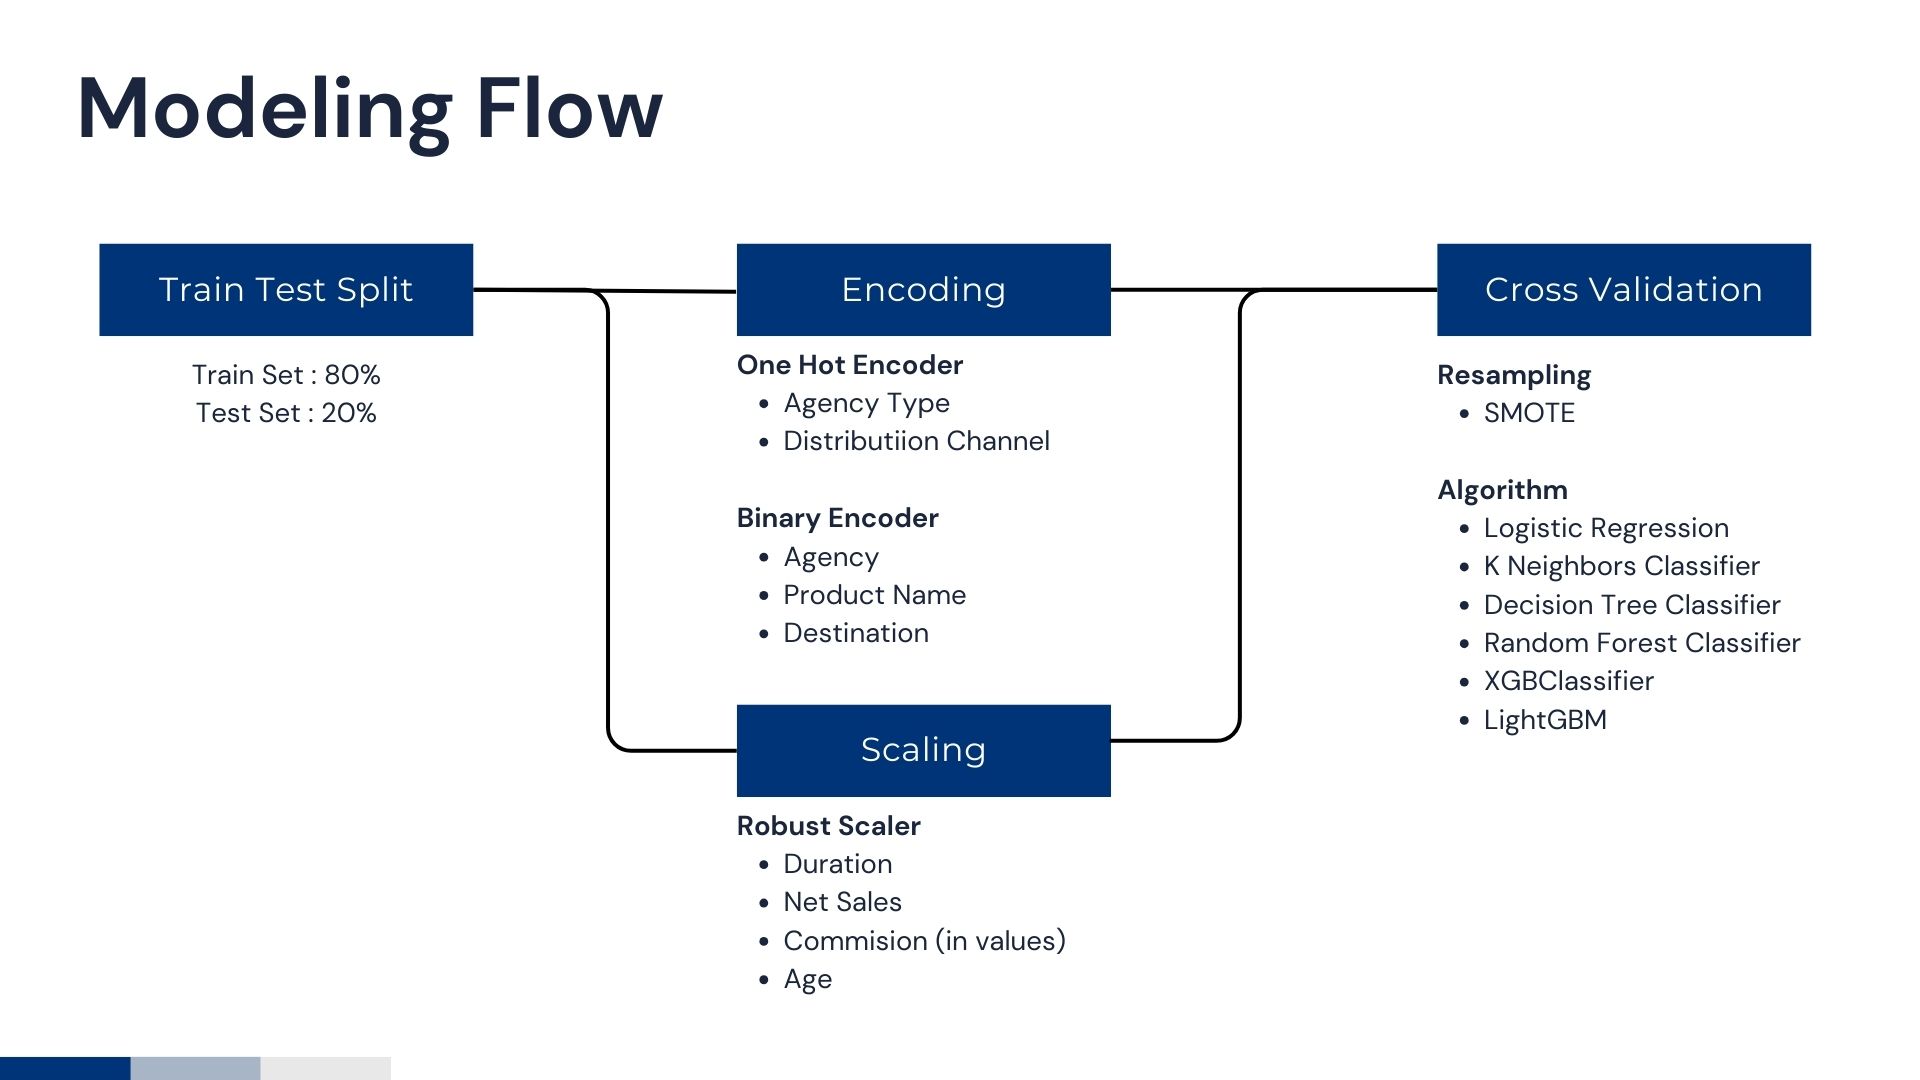 Modeling Flow
Train Test Split
Train Set : 80%
Test Set : 20%
Encoding
One Hot Encoder
• Agency Type
• Distributiion Channel
Binary Encoder
• Agency
• Product Name
• Destination
Scaling
Robust Scaler
• Duration
• Net Sales
• Commision (in values)
• Age
Cross Validation
Resampling
• SMOTE
Algorithm
• Logistic Regression
• K Neighbors Classifier
• Decision Tree Classifier
• Random Forest Classifier
• XGBClassifier
• LightGBM